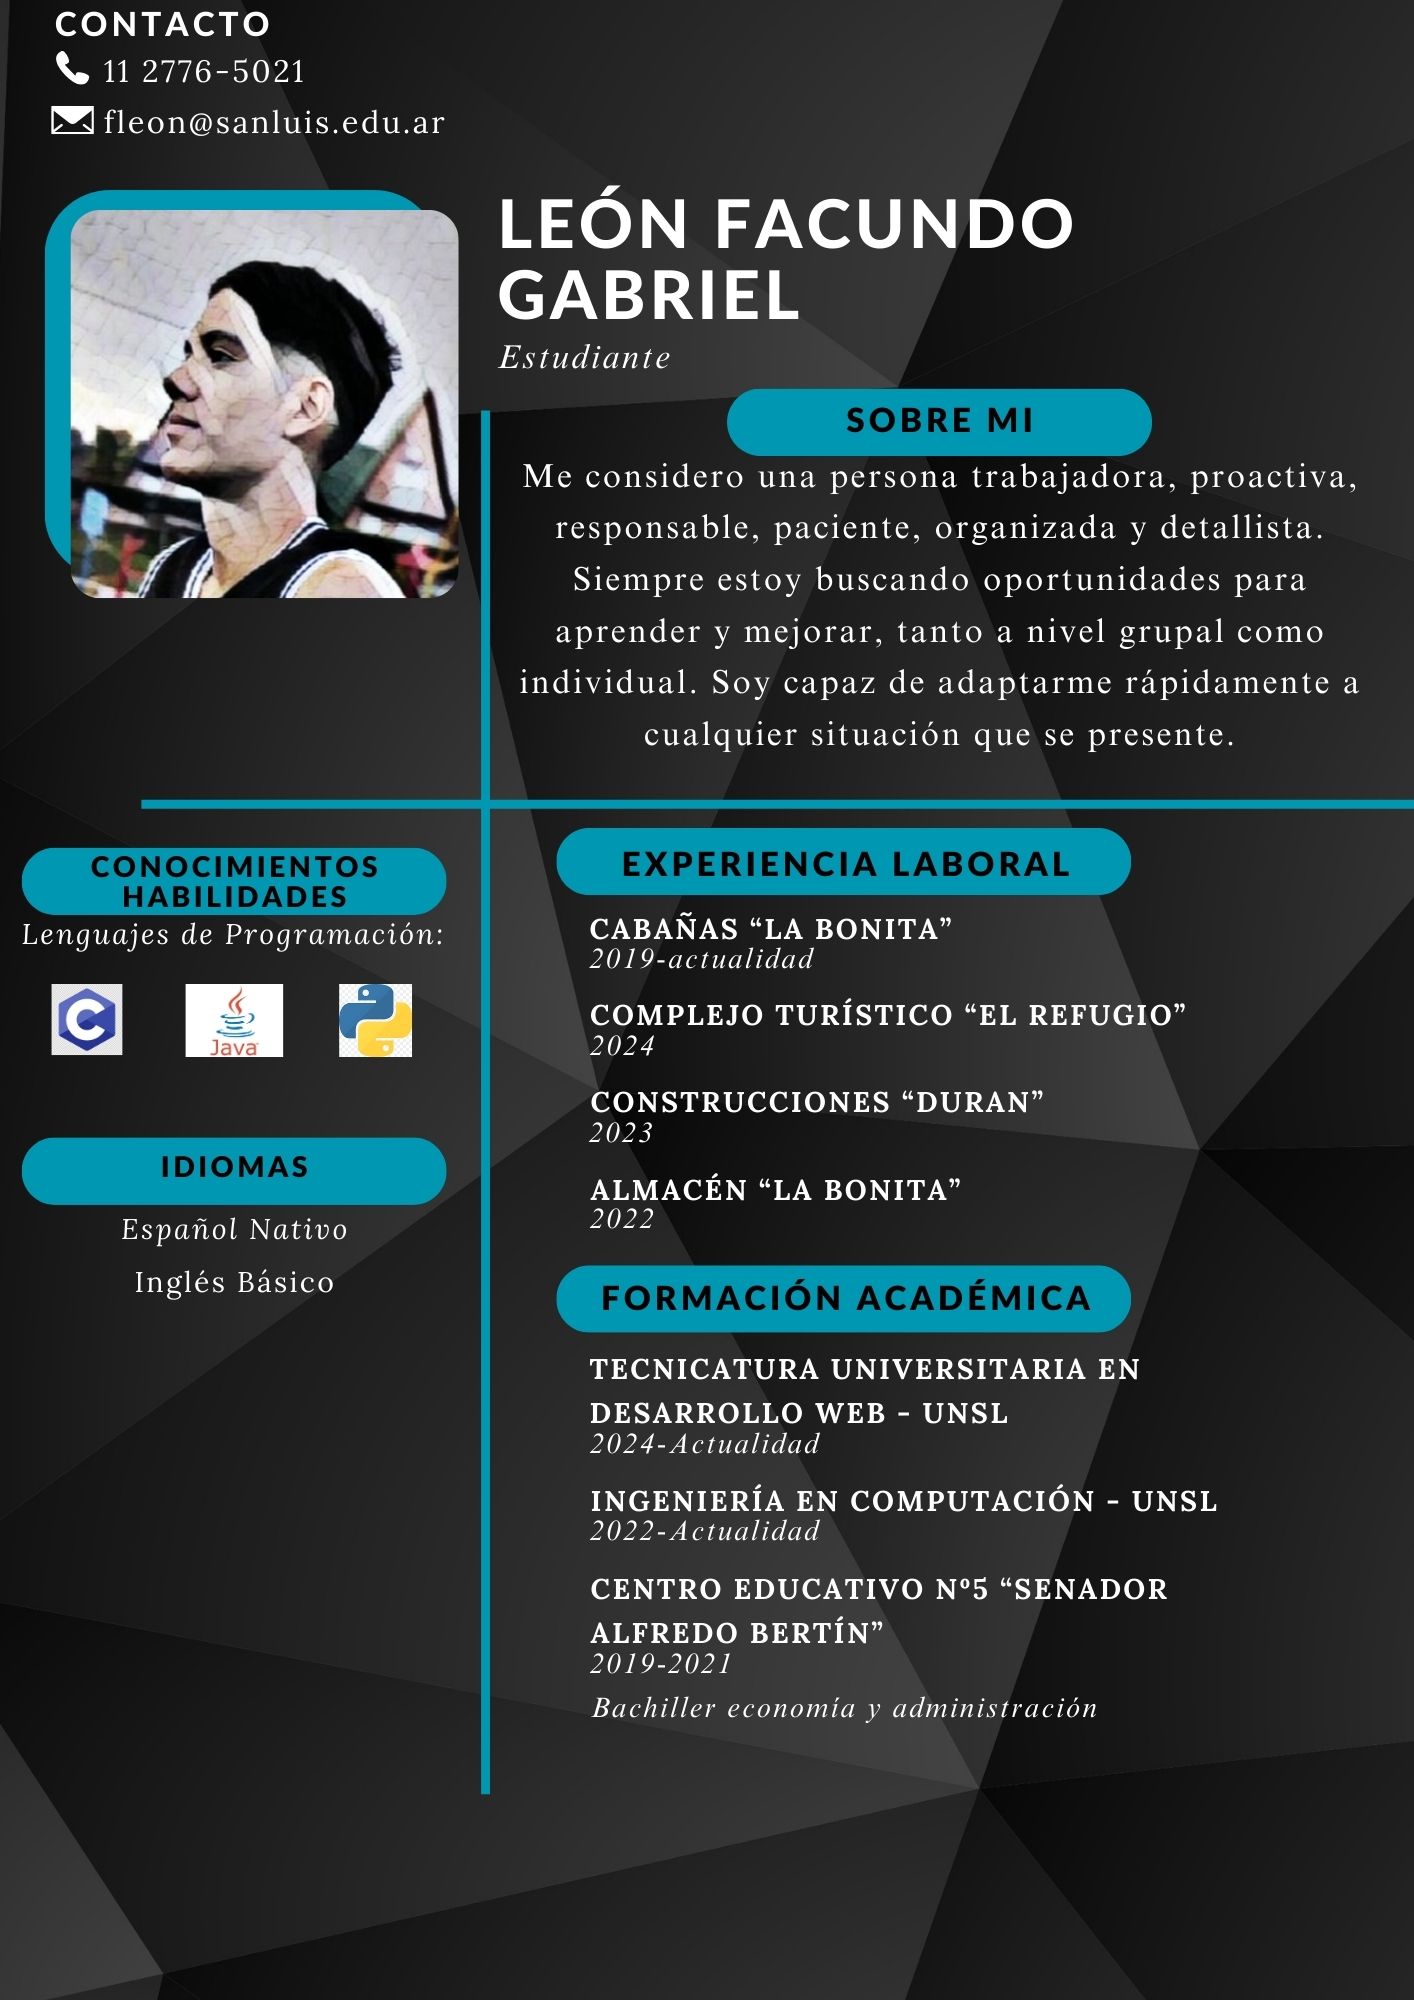 CONTACTO
11 2776-5021
fleon@sanluis.edu.ar
LEÓN FACUNDO
GABRIEL
Estudiante
SOBRE MI
Me considero una persona trabajadora, proactiva,
responsable, paciente, organizada y detallista.
Siempre estoy buscando oportunidades para
aprender y mejorar, tanto a nivel grupal como
individual. Soy capaz de adaptarme rápidamente a
cualquier situación que se presente.
CONOCIMIENTOS
HABILIDADES
Lenguajes de Programación:
C
Java
IDIOMAS
Español Nativo
Inglés Básico
EXPERIENCIA LABORAL
CABAÑAS “LA BONITA”
2019-actualidad
COMPLEJO TURÍSTICO “EL REFUGIO”
2024
CONSTRUCCIONES “DURAN”
2023
ALMACÉN “LA BONITA”
2022
FORMACIÓN ACADÉMICA
TECNICATURA UNIVERSITARIA EN
DESARROLLO WEB - UNSL
2024-Actualidad
INGENIERÍA EN COMPUTACIÓN - UNSL
2022-Actualidad
CENTRO EDUCATIVO Nº5 “SENADOR
ALFREDO BERTÍN”
2019-2021
Bachiller economía y administración